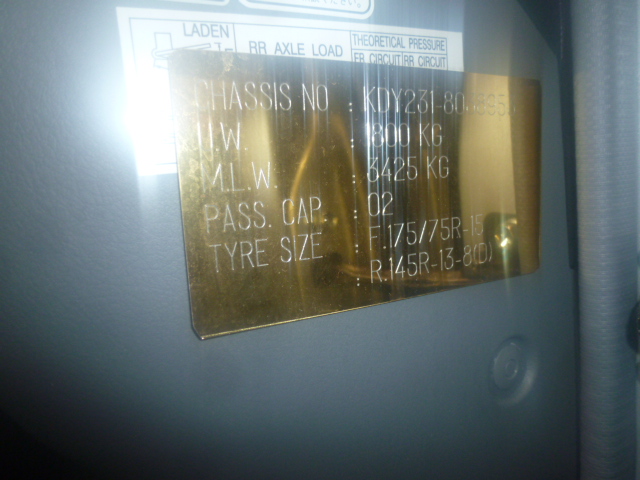 LADEN
RR AXLE LOAD
THEORETICAL PRESSURE
FR CIRCUIT RR CIRCUIT
CHASSIS NO : KDY231-80
U.W. : 1800 KG
M.L.W. : 3425 KG
PASS. CAP. : 02
TYRE SIZE : F.175/75R-15
: R.145R-13-8(D)